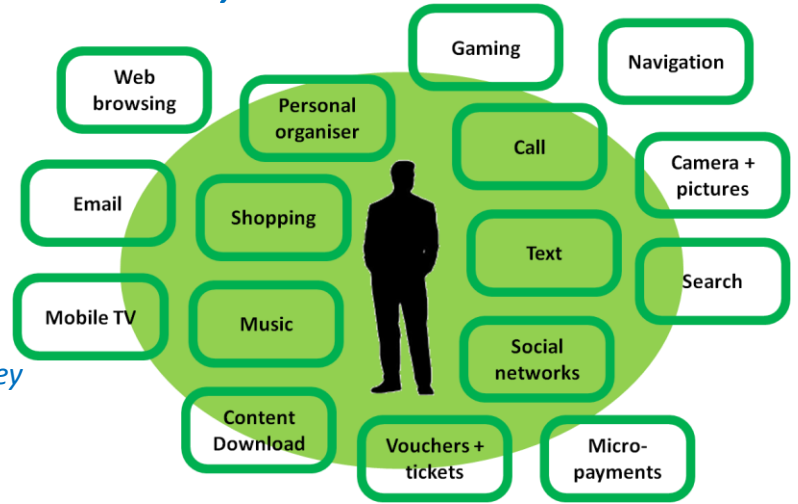 Gaming
Navigation
Web
browsing
Personal
organiser
Call
Camera +
pictures
Email
Shopping
Text
Search
Mobile TV
Music
Social
networks
ey
Content
Download
Vouchers +
tickets
Micro-
payments